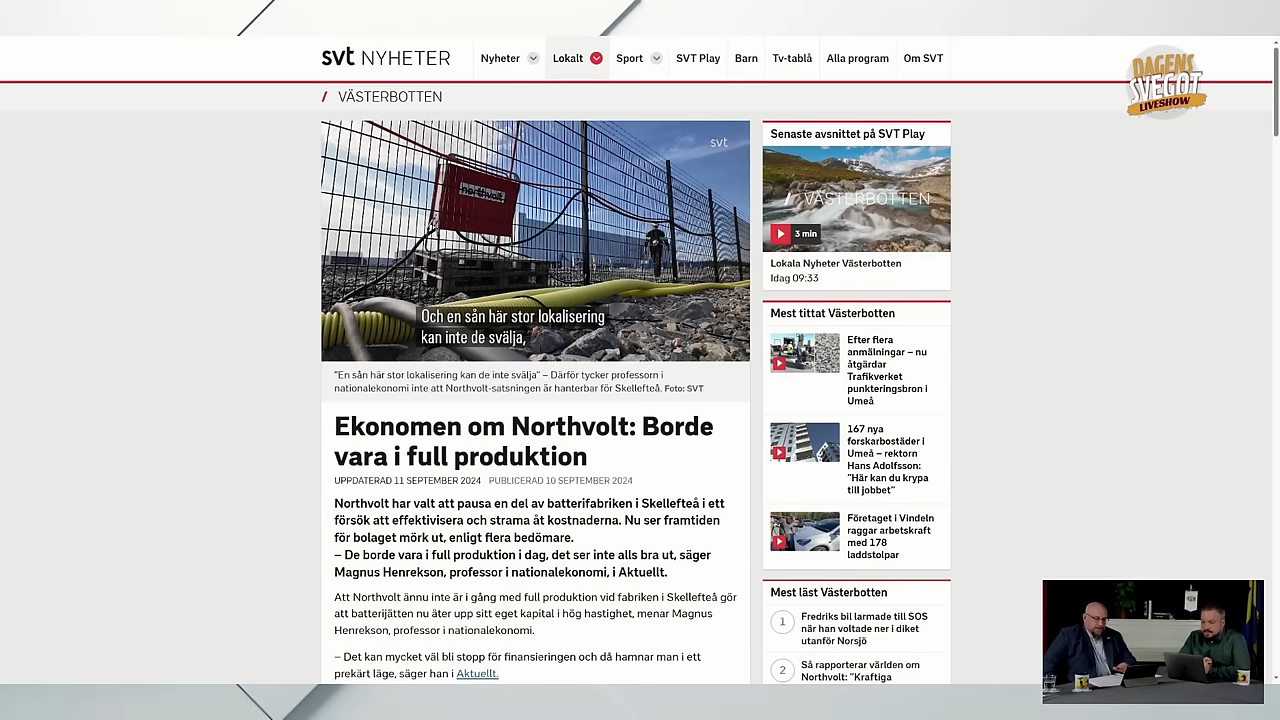 svt NYHETER
Nyheter
Lokalt
Sport
SVT Play
Barn
Tv-tablå
Alla program
Om SVT
DAGENS
SVEGOT
LIVESHOW
/ VÄSTERBOTTEN
svt
northvolt
Och en sån här stor lokalisering
kan inte de svälja,
"En sån här stor lokalisering kan de inte svälja" – Därför tycker professorn i
nationalekonomi inte att Northvolt-satsningen är hanterbar för Skellefteå. Foto: SVT
Ekonomen om Northvolt: Borde
vara i full produktion
UPPDATERAD 11 SEPTEMBER 2024 PUBLICERAD 10 SEPTEMBER 2024
Northvolt har valt att pausa en del av batterifabriken i Skellefteå i ett
försök att effektivisera och strama åt kostnaderna. Nu ser framtiden
för bolaget mörk ut, enligt flera bedömare.
– De borde vara i full produktion i dag, det ser inte alls bra ut, säger
Magnus Henrekson, professor i nationalekonomi, i Aktuellt.
Att Northvolt ännu inte är i gång med full produktion vid fabriken i Skellefteå gör
att batterijätten nu äter upp sitt eget kapital i hög hastighet, menar Magnus
Henrekson, professor i nationalekonomi.
– Det kan mycket väl bli stopp för finansieringen och då hamnar man i ett
prekärt läge, säger han i Aktuellt.
Senaste avsnittet på SVT Play
/ VÄSTERBOTTEN
3 min
Lokala Nyheter Västerbotten
Idag 09:33
Mest tittat Västerbotten
Efter flera
anmälningar – nu
åtgärdar
Trafikverket
punkteringsbron i
Umeå
167 nya
forskarbostäder i
Umeå – rektorn
Hans Adolfsson:
"Här kan du krypa
till jobbet"
Företaget i Vindeln
raggar arbetskraft
med 178
laddstolpar
Mest läst Västerbotten
1
Fredriks bil larmade till SOS
när han voltade ner i diket
utanför Norsjö
2
Så rapporterar världen om
Northvolt: "Kraftiga